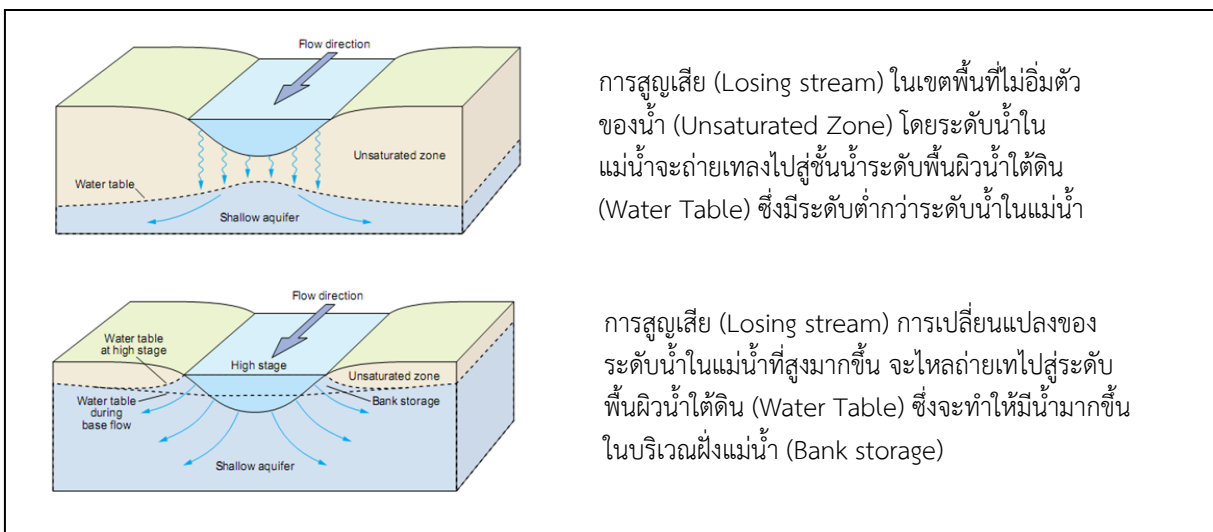 Flow direction
Unsaturated zone
Water table
Shallow aquifer
การสูญเสีย (Losing stream) ในเขตพื้นที่ไม่อิ่มตัว
ของน้ำ (Unsaturated Zone) โดยระดับน้ำใน
แม่น้ำจะถ่ายเทลงไปสู่ชั้นน้ำระดับพื้นผิวน้ำใต้ดิน
(Water Table) ซึ่งมีระดับต่ำกว่าระดับน้ำในแม่น้ำ
Flow direction
Water table
at high stage
High stage
Unsaturated zone
Water table
during
base flow
Bank storage
Shallow aquifer
การสูญเสีย (Losing stream) การเปลี่ยนแปลงของ
ระดับน้ำในแม่น้ำที่สูงมากขึ้น จะไหลถ่ายเทไปสู่ระดับ
พื้นผิวน้ำใต้ดิน (Water Table) ซึ่งจะทำให้มีน้ำมากขึ้น
ในบริเวณฝั่งแม่น้ำ (Bank storage)